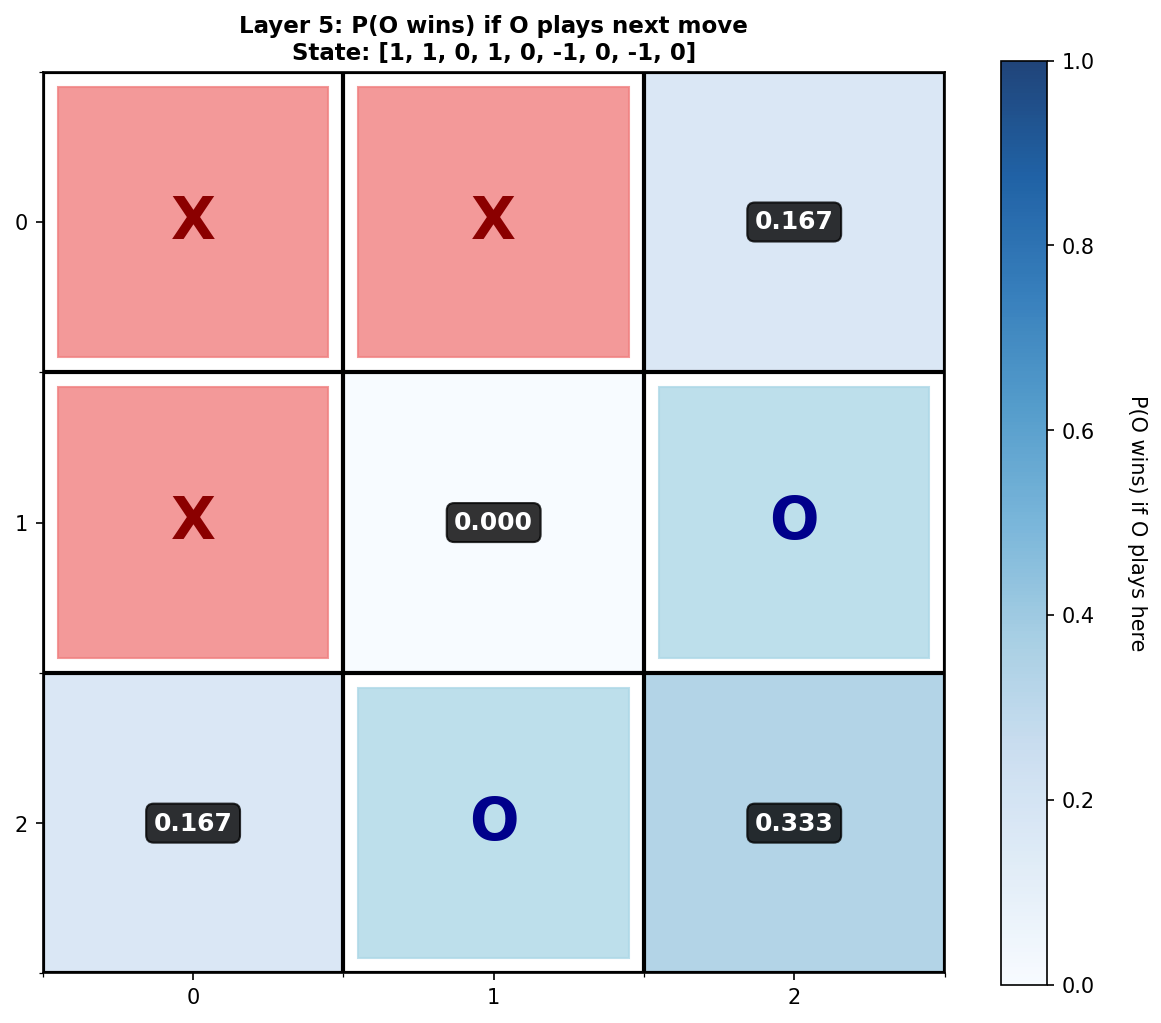 Layer 5: P(O wins) if O plays next move
State: [1, 1, 0, 1, 0, -1, 0, -1, 0]
0
X
X
0.167
1
X
0.000
O
2
0.167
O
0.333
0
1
2
1.0
0.8
0.6
0.4
0.2
0.0
P(O wins) if O plays here